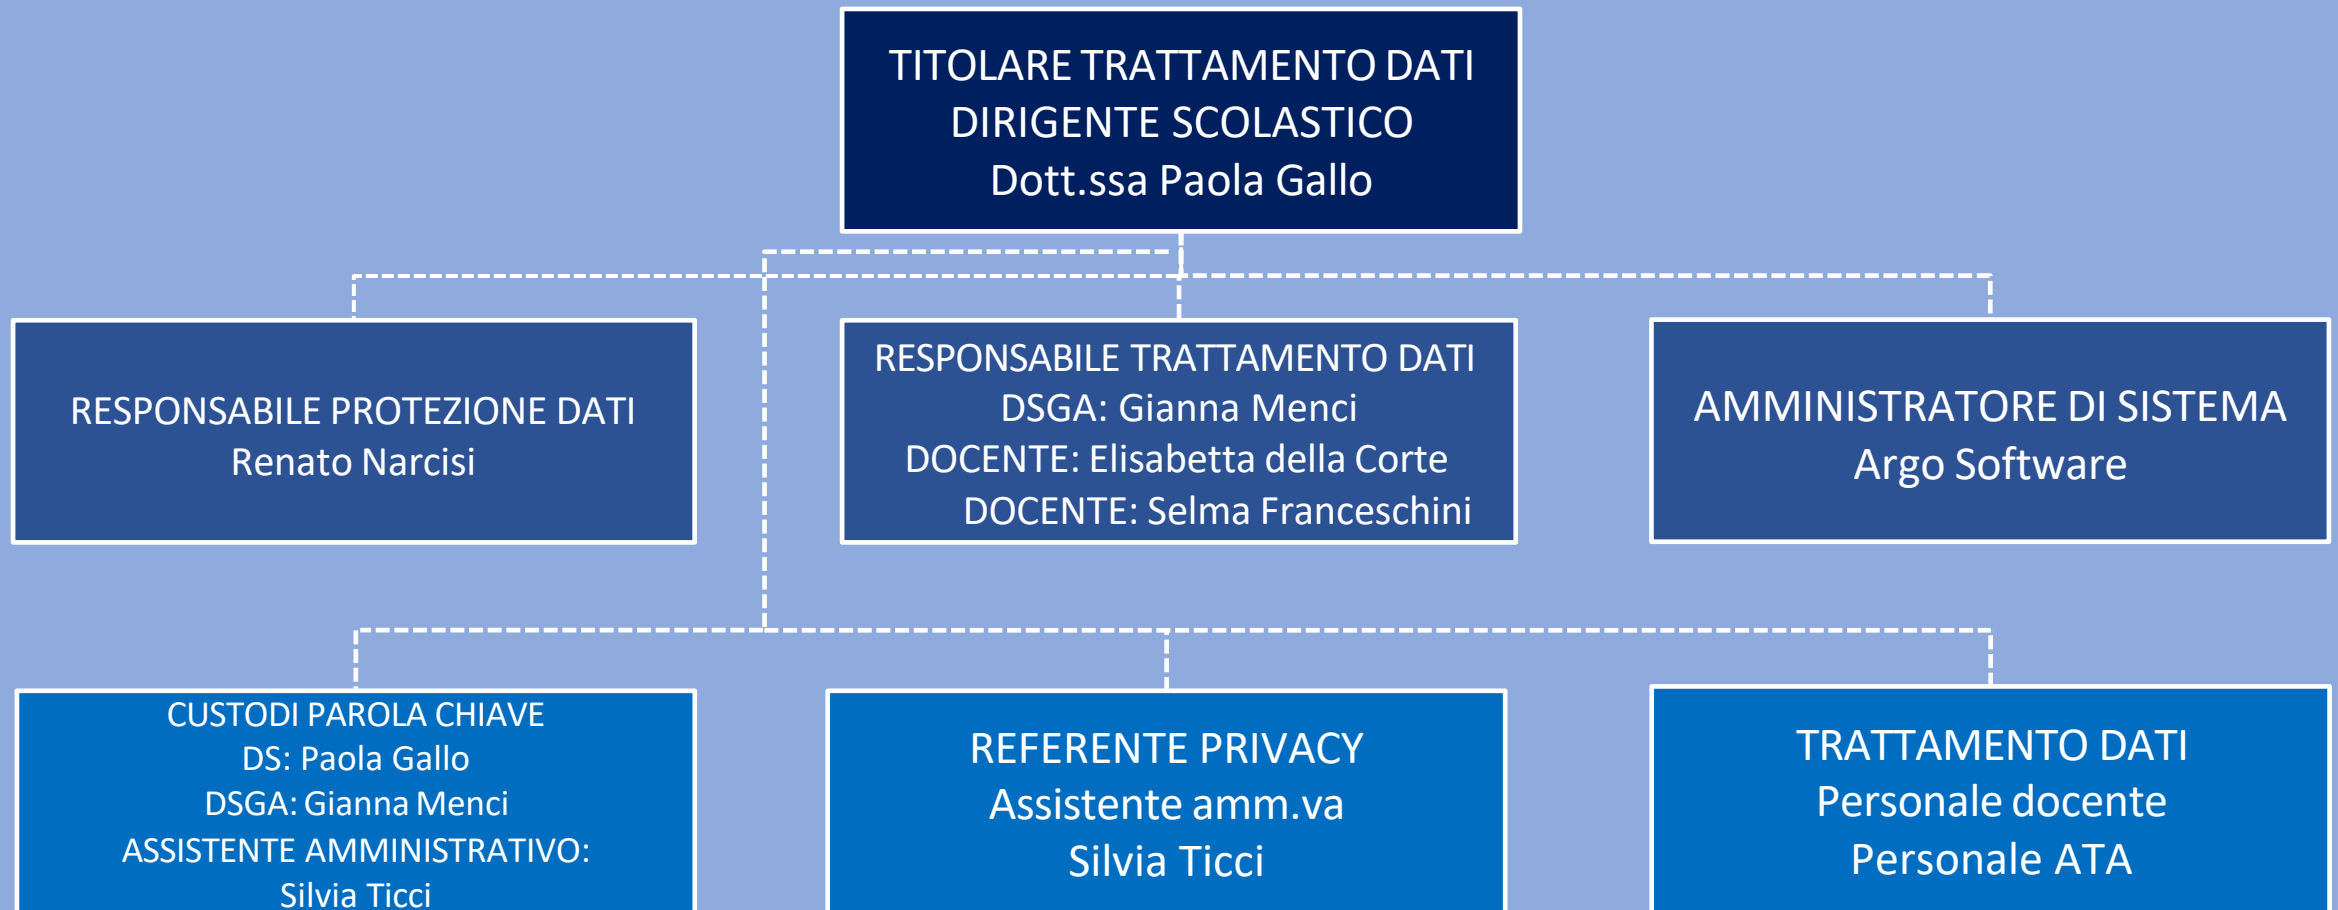 TITOLARE TRATTAMENTO DATI
DIRIGENTE SCOLASTICO
Dott.ssa Paola Gallo
RESPONSABILE PROTEZIONE DATI
Renato Narcisi
RESPONSABILE TRATTAMENTO DATI
DSGA: Gianna Menci
DOCENTE: Elisabetta della Corte
DOCENTE: Selma Franceschini
AMMINISTRATORE DI SISTEMA
Argo Software
CUSTODI PAROLA CHIAVE
DS: Paola Gallo
DSGA: Gianna Menci
ASSISTENTE AMMINISTRATIVO:
Silvia Ticci
REFERENTE PRIVACY
Assistente amm.va
Silvia Ticci
TRATTAMENTO DATI
Personale docente
Personale ATA